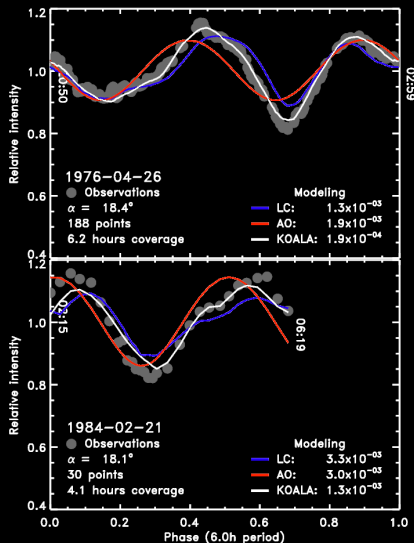 1.2
1.0
0.8
0.6
0.4
Relative intensity
00:50
02:59
1976-04-26
Observations
α = 18.4°
188 points
6.2 hours coverage
Modeling
LC: 1.3x10⁻⁰³
AO: 1.9x10⁻⁰³
KOALA: 1.9x10⁻⁰⁴
1.2
1.0
0.8
0.6
0.4
Relative intensity
02:15
06:19
1984-02-21
Observations
α = 18.1°
30 points
4.1 hours coverage
Modeling
LC: 3.3x10⁻⁰³
AO: 3.0x10⁻⁰³
KOALA: 1.3x10⁻⁰³
0.0 0.2 0.4 0.6 0.8 1.0
Phase (6.0h period)